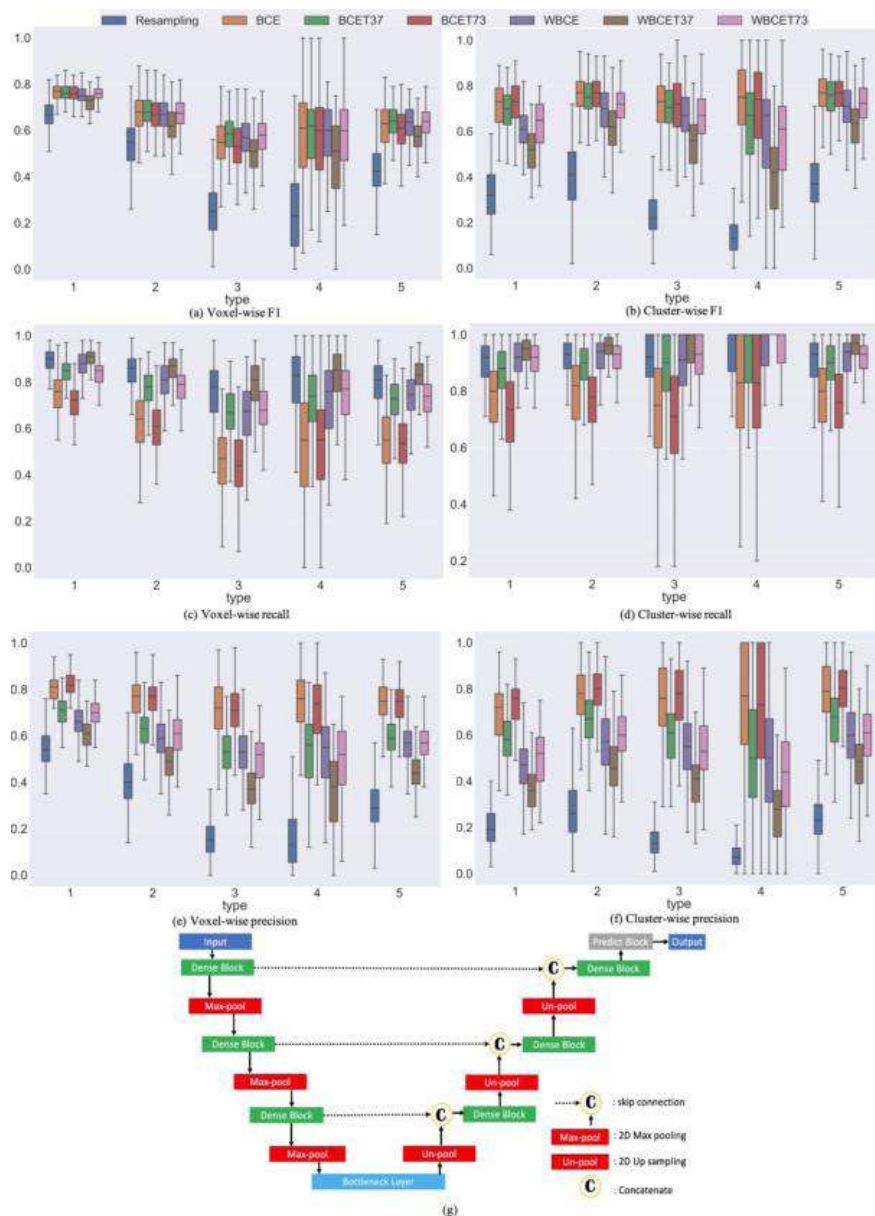 Resampling BCE BCET37 BCET73 WBCE WBCET37 WBCET73
1.0 1.0
0.8 0.8
0.6 0.6
0.4 0.4
0.2 0.2
0.0 0.0
1 2 3 4 5 1 2 3 4 5
type type
(a) Voxel-wise F1 (b) Cluster-wise F1
1.0 1.0
0.8 0.8
0.6 0.6
0.4 0.4
0.2
0.0 0.2
1 2 3 4 5 1 2 3 4 5
type type
(c) Voxel-wise recall (d) Cluster-wise recall
1.0 1.0
0.8 0.8
0.6 0.6
0.4 0.4
0.2 0.2
0.0 0.0
1 2 3 4 5 1 2 3 4 5
type type
(e) Voxel-wise precision (f) Cluster-wise precision
Input Predict Block Output
Dense Block C Dense Block
Max-pool Un-pool
Dense Block C Dense Block
Max-pool Un-pool
C : skip connection
Dense Block C Dense Block
Max-pool : 2D Max pooling
Max-pool Un-pool Un-pool : 2D Up sampling
Bottleneck Layer C : Concatenate
(g)